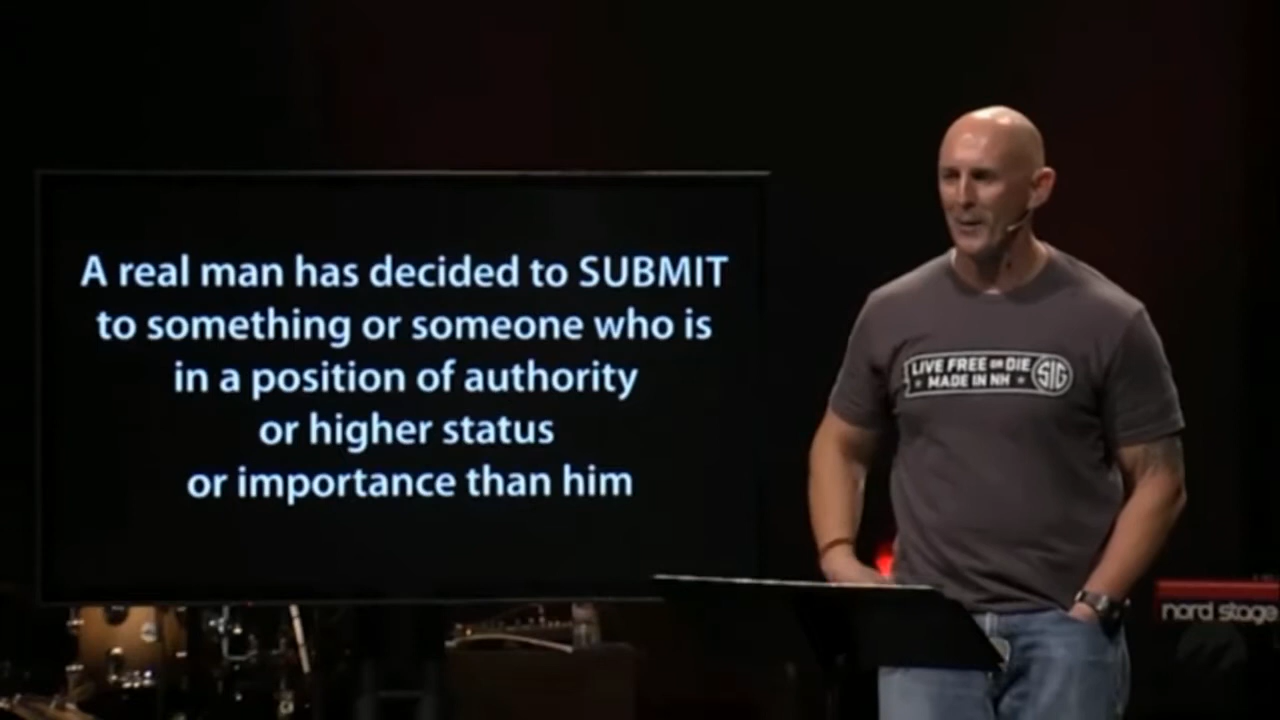 A real man has decided to SUBMIT
to something or someone who is
in a position of authority
or higher status
or importance than him
LIVE FREE OR DIE
MADE IN NH
SIG
nord stage